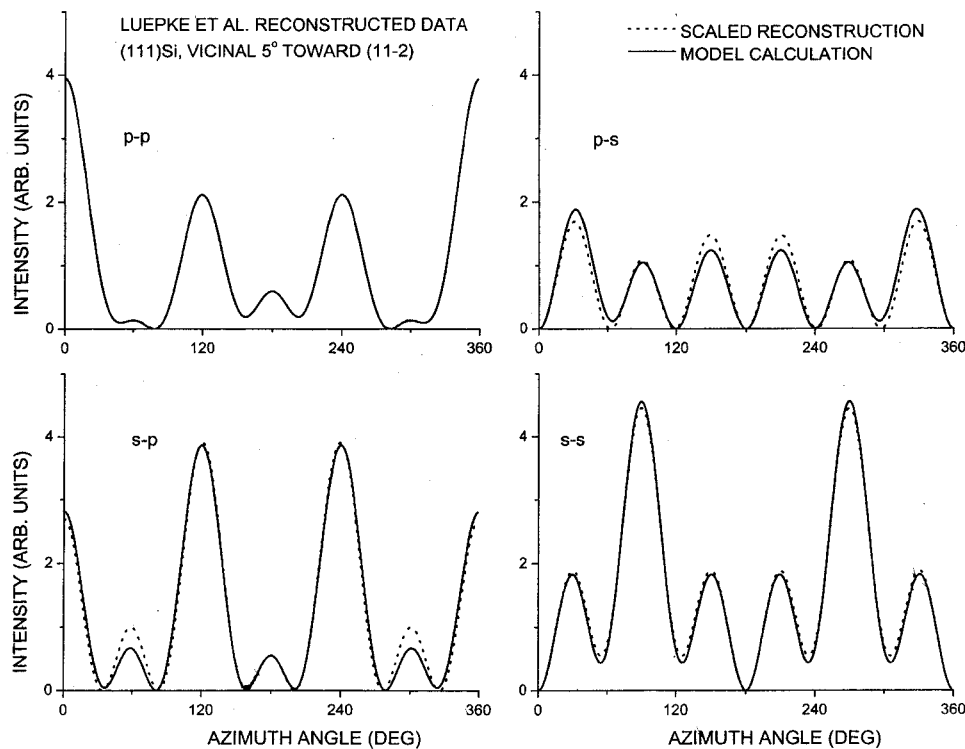 LUEPKE ET AL. RECONSTRUCTED DATA
(111)Si, VICINAL 5° TOWARD (11-2)
SCALED RECONSTRUCTION
MODEL CALCULATION
INTENSITY (ARB. UNITS)
4
2
0
p-p
0
120
240
360
4
2
0
p-s
0
120
240
360
INTENSITY (ARB. UNITS)
4
2
0
s-p
0
120
240
360
AZIMUTH ANGLE (DEG)
4
2
0
s-s
0
120
240
360
AZIMUTH ANGLE (DEG)